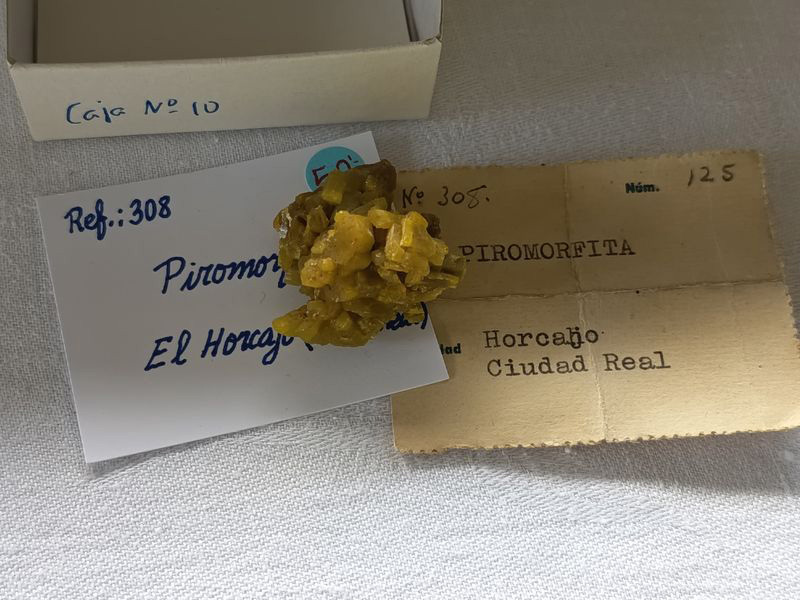 Caja Nº 10
Ref.: 308
El Horcajo
Nº 308.
Núm. 125
PIROMORFITA
Horcajo
Ciudad Real